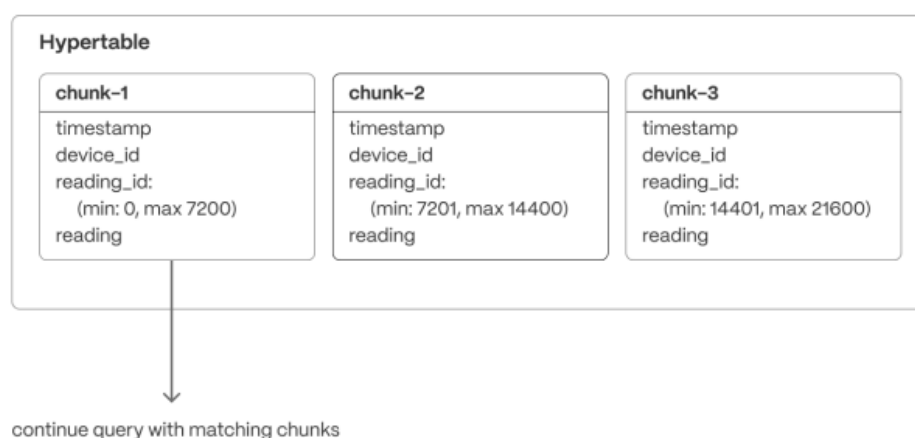 Hypertable
chunk-1
timestamp
device_id
reading_id:
(min: 0, max 7200)
reading
chunk-2
timestamp
device_id
reading_id:
(min: 7201, max 14400)
reading
chunk-3
timestamp
device_id
reading_id:
(min: 14401, max 21600)
reading
continue query with matching chunks